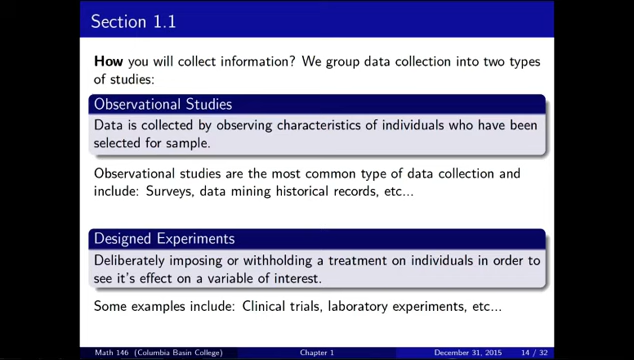 Section 1.1
How you will collect information? We group data collection into two types
of studies:
Observational Studies
Data is collected by observing characteristics of individuals who have been
selected for sample.
Observational studies are the most common type of data collection and
include: Surveys, data mining historical records, etc...
Designed Experiments
Deliberately imposing or withholding a treatment on individuals in order to
see it's effect on a variable of interest.
Some examples include: Clinical trials, laboratory experiments, etc...
Math 146 (Columbia Basin College) Chapter 1 December 31, 2015 14 / 32